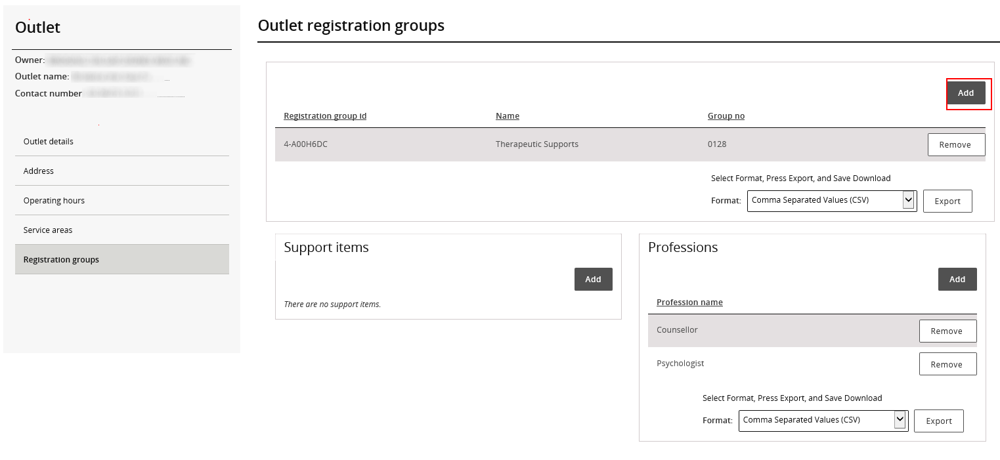 Outlet
Owner:
Outlet name:
Contact number
Outlet details
Address
Operating hours
Service areas
Registration groups
Outlet registration groups
Add
Registration group id Name Group no
4-A00H6DC Therapeutic Supports 0128 Remove
Select Format, Press Export, and Save Download
Format: Comma Separated Values (CSV) Export
Support items
Add
There are no support items.
Professions
Add
Profession name
Counsellor Remove
Psychologist Remove
Select Format, Press Export, and Save Download
Format: Comma Separated Values (CSV) Export